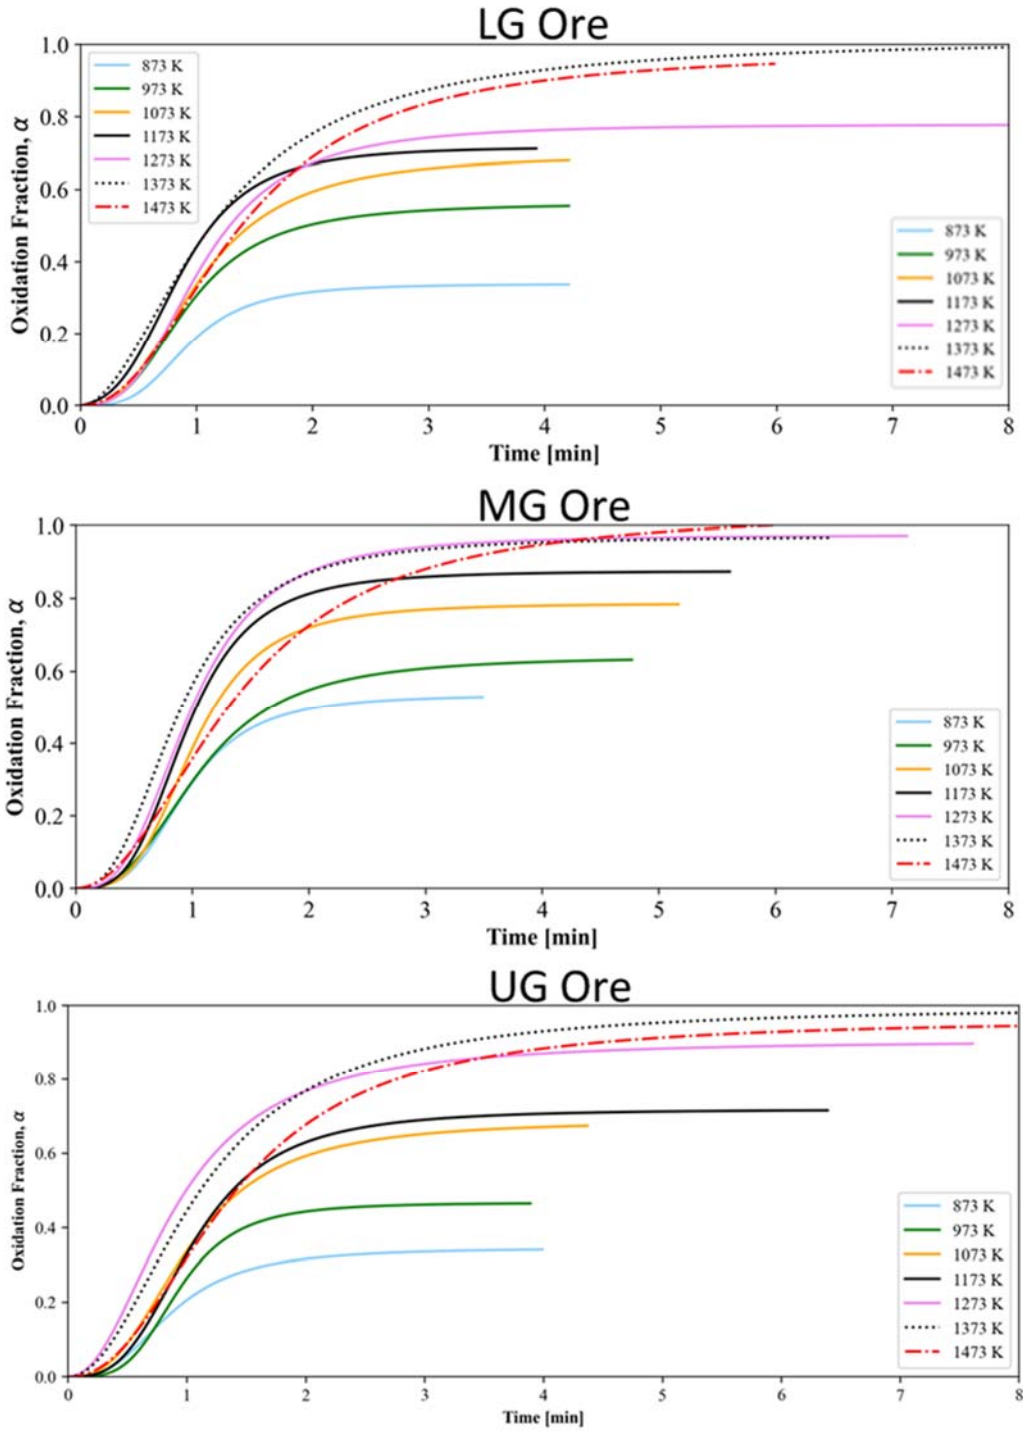 LG Ore
1.0
0.8
0.6
0.4
0.2
0.0
Oxidation Fraction, α
873 K
973 K
1073 K
1173 K
1273 K
1373 K
1473 K
873 K
973 K
1073 K
1173 K
1273 K
1373 K
1473 K
0 1 2 3 4 5 6 7 8
Time [min]
MG Ore
1.0
0.8
0.6
0.4
0.2
0.0
Oxidation Fraction, α
873 K
973 K
1073 K
1173 K
1273 K
1373 K
1473 K
0 1 2 3 4 5 6 7 8
Time [min]
UG Ore
1.0
0.8
0.6
0.4
0.2
0.0
Oxidation Fraction, α
873 K
973 K
1073 K
1173 K
1273 K
1373 K
1473 K
0 1 2 3 4 5 6 7 8
Time [min]